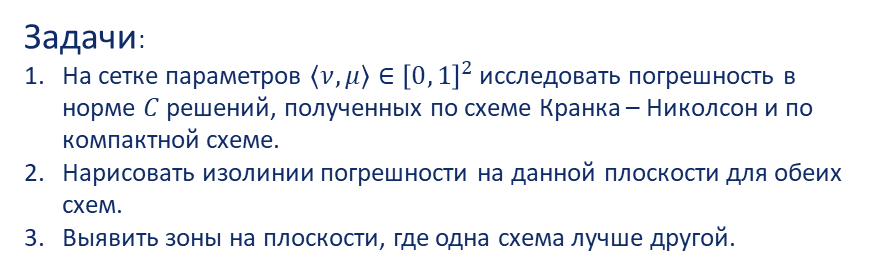 Задачи:
1. На сетке параметров ⟨ν, μ⟩ ∈ [0, 1]² исследовать погрешность в
норме C решений, полученных по схеме Кранка – Николсон и по
компактной схеме.
2. Нарисовать изолинии погрешности на данной плоскости для обеих
схем.
3. Выявить зоны на плоскости, где одна схема лучше другой.